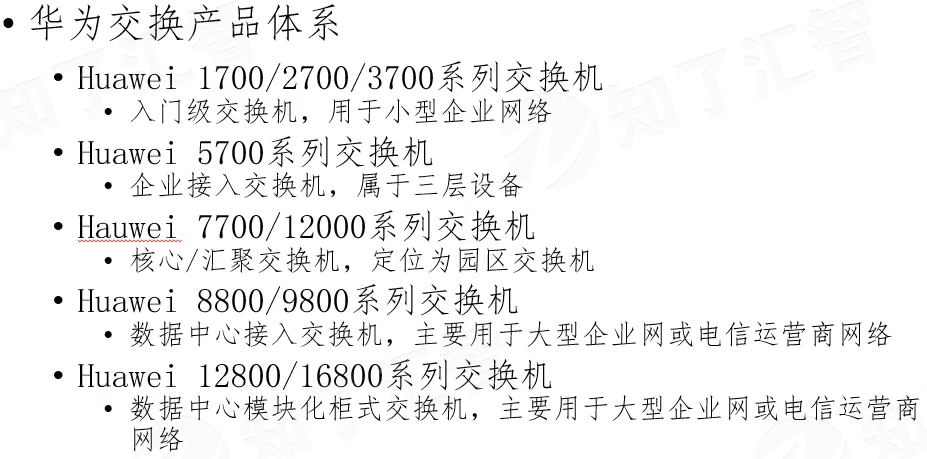 • 华为交换产品体系
• Huawei 1700/2700/3700系列交换机
• 入门级交换机，用于小型企业网络
• Huawei 5700系列交换机
• 企业接入交换机，属于三层设备
• Hauwei 7700/12000系列交换机
• 核心/汇聚交换机，定位为园区交换机
• Huawei 8800/9800系列交换机
• 数据中心接入交换机，主要用于大型企业网或电信运营商网络
• Huawei 12800/16800系列交换机
• 数据中心模块化柜式交换机，主要用于大型企业网或电信运营商
网络
知了汇智